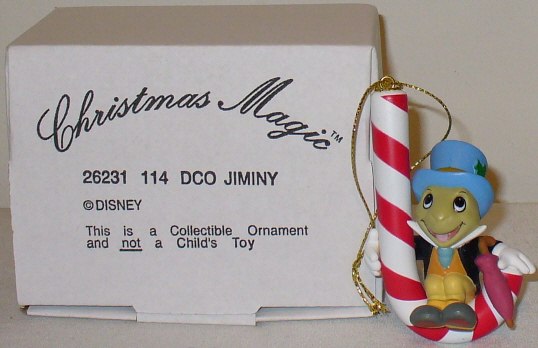 Christmas Magic™
26231 114 DCO JIMINY
©DISNEY
This is a Collectible Ornament
and not a Child's Toy